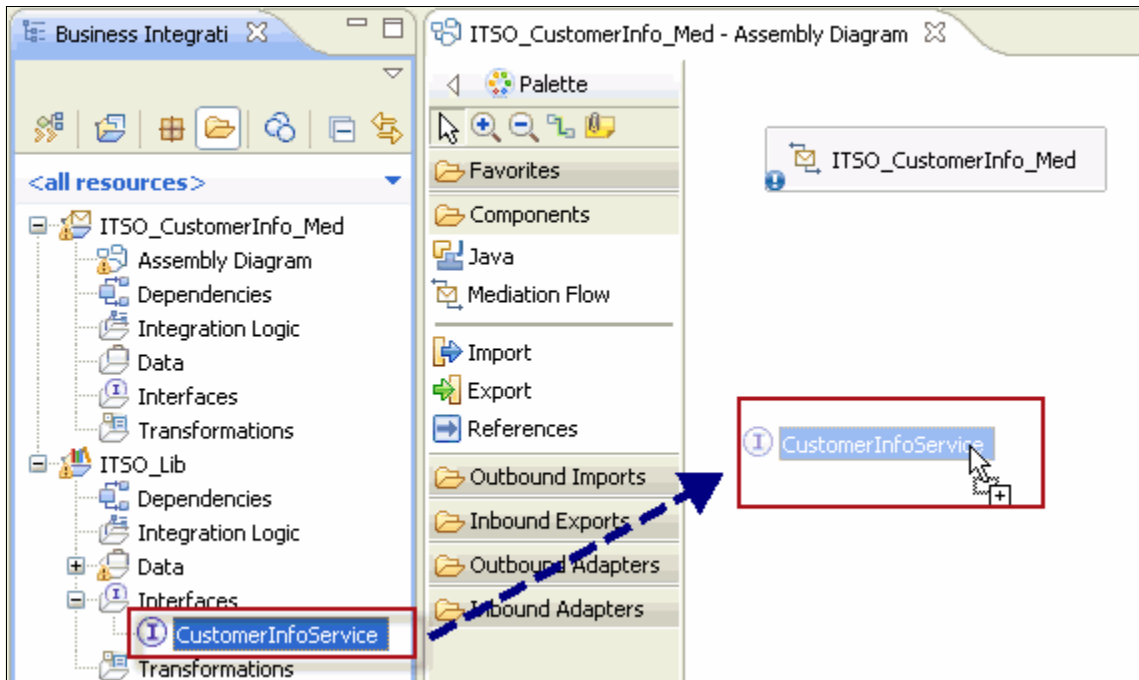 Business Integrati
<all resources>
ITSO_CustomerInfo_Med
Assembly Diagram
Dependencies
Integration Logic
Data
Interfaces
Transformations
ITSO_Lib
Dependencies
Integration Logic
Data
Interfaces
CustomerInfoService
Transformations
ITSO_CustomerInfo_Med - Assembly Diagram
Palette
Favorites
Components
Java
Mediation Flow
Import
Export
References
Outbound Imports
Inbound Exports
Outbound Adapters
Inbound Adapters
ITSO_CustomerInfo_Med
CustomerInfoService